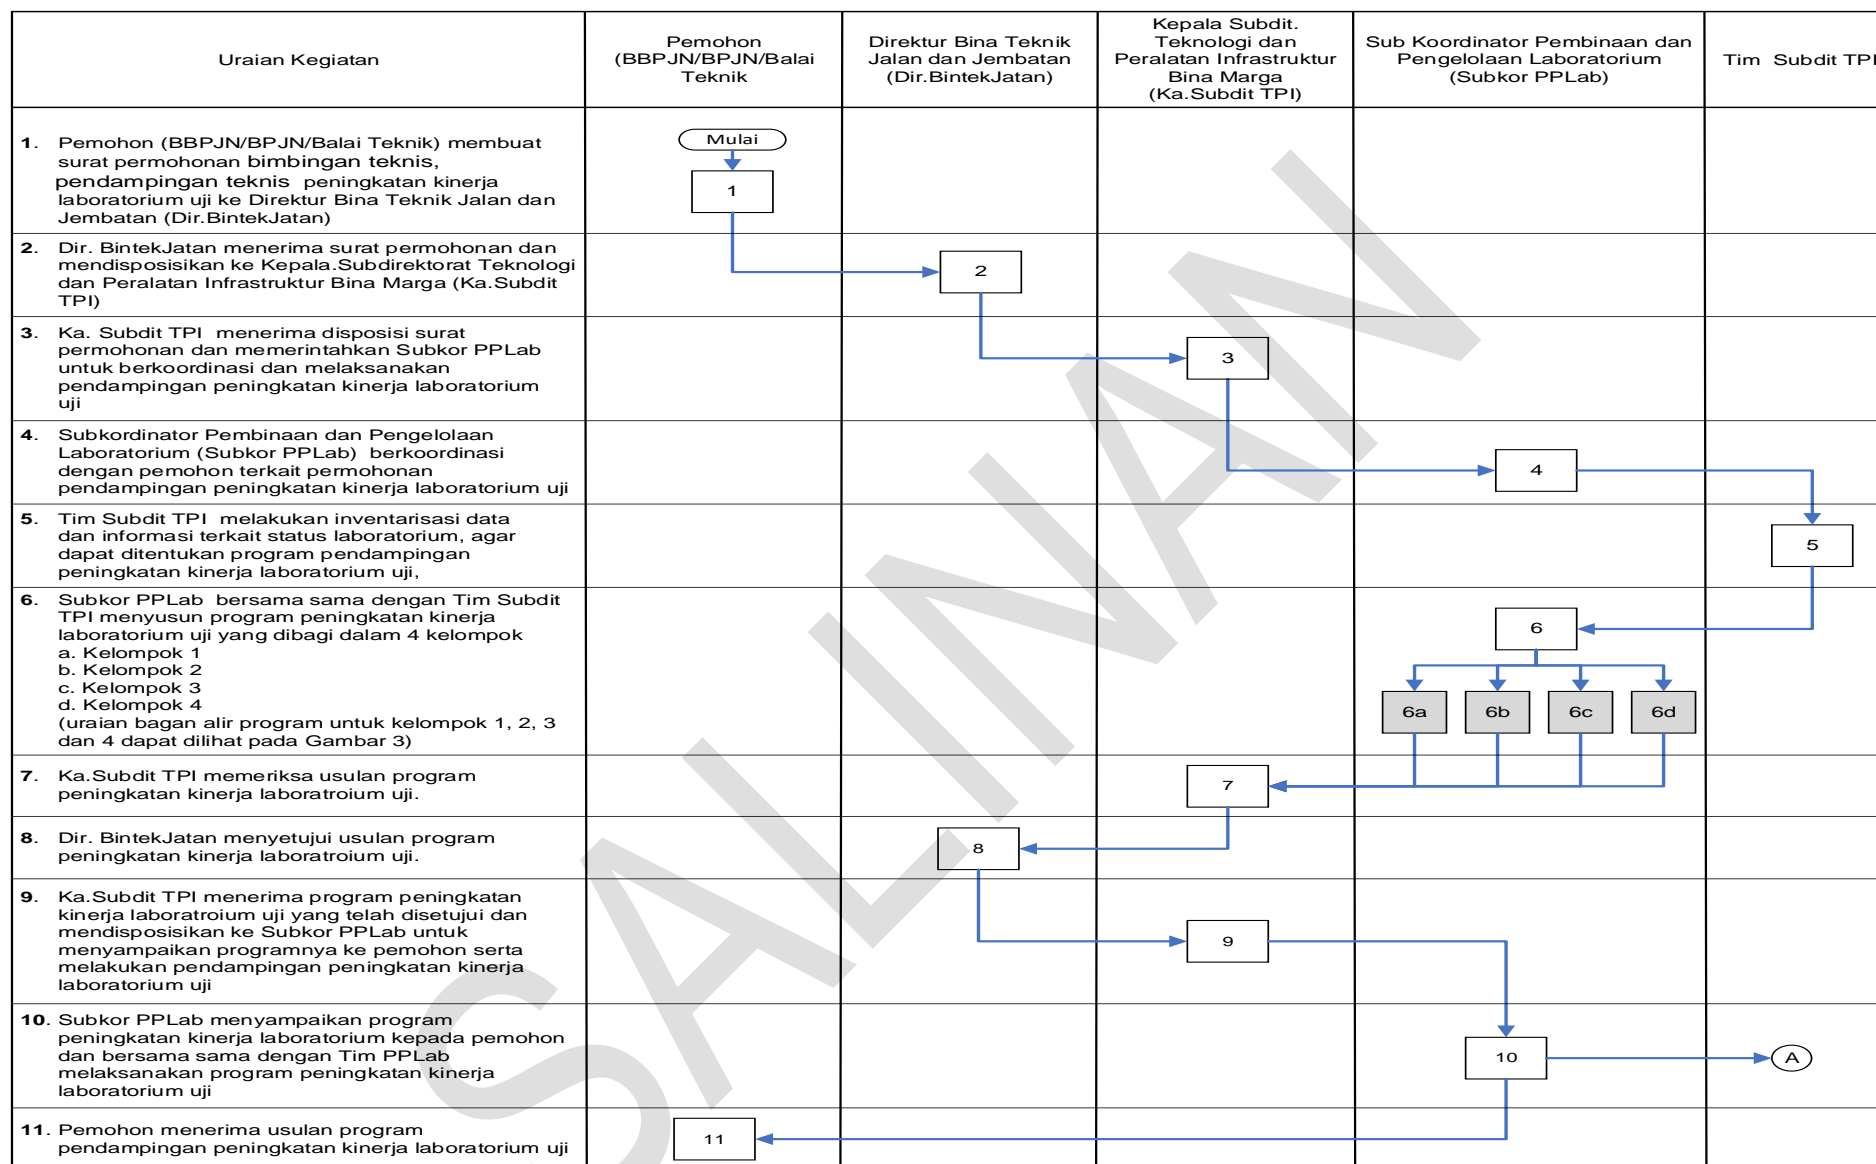 Uraian Kegiatan
Pemohon
(BBPJN/BPJN/Balai
Teknik
Direktur Bina Teknik
Jalan dan Jembatan
(Dir.BintekJatan)
Kepala Subdit.
Teknologi dan
Peralatan Infrastruktur
Bina Marga
(Ka.Subdit TPI)
Sub Koordinator Pembinaan dan
Pengelolaan Laboratorium
(Subkor PPLab)
Tim Subdit TPI
1. Pemohon (BBPJN/BPJN/Balai Teknik) membuat
surat permohonan bimbingan teknis,
pendampingan teknis peningkatan kinerja
laboratorium uji ke Direktur Bina Teknik Jalan dan
Jembatan (Dir.BintekJatan)
Mulai
1
2. Dir. BintekJatan menerima surat permohonan dan
mendisposisikan ke Kepala.Subdirektorat Teknologi
dan Peralatan Infrastruktur Bina Marga (Ka.Subdit
TPI)
2
3. Ka. Subdit TPI menerima disposisi surat
permohonan dan memerintahkan Subkor PPLab
untuk berkoordinasi dan melaksanakan
pendampingan peningkatan kinerja laboratorium
uji
3
4. Subkordinator Pembinaan dan Pengelolaan
Laboratorium (Subkor PPLab) berkoordinasi
dengan pemohon terkait permohonan
pendampingan peningkatan kinerja laboratorium uji
4
5. Tim Subdit TPI melakukan inventarisasi data
dan informasi terkait status laboratorium, agar
dapat ditentukan program pendampingan
peningkatan kinerja laboratorium uji,
5
6. Subkor PPLab bersama sama dengan Tim Subdit
TPI menyusun program peningkatan kinerja
laboratorium uji yang dibagi dalam 4 kelompok
a. Kelompok 1
b. Kelompok 2
c. Kelompok 3
d. Kelompok 4
(uraian bagan alir program untuk kelompok 1, 2, 3
dan 4 dapat dilihat pada Gambar 3)
6
6a 6b 6c 6d
7. Ka.Subdit TPI memeriksa usulan program
peningkatan kinerja laboratroium uji.
7
8. Dir. BintekJatan menyetujui usulan program
peningkatan kinerja laboratroium uji.
8
9. Ka.Subdit TPI menerima program peningkatan
kinerja laboratroium uji yang telah disetujui dan
mendisposisikan ke Subkor PPLab untuk
menyampaikan programnya ke pemohon serta
melakukan pendampingan peningkatan kinerja
laboratorium uji
9
10. Subkor PPLab menyampaikan program
peningkatan kinerja laboratorium kepada pemohon
dan bersama sama dengan Tim PPLab
melaksanakan program peningkatan kinerja
laboratorium uji
10
A
11. Pemohon menerima usulan program
pendampingan peningkatan kinerja laboratorium uji
11
SALINAN